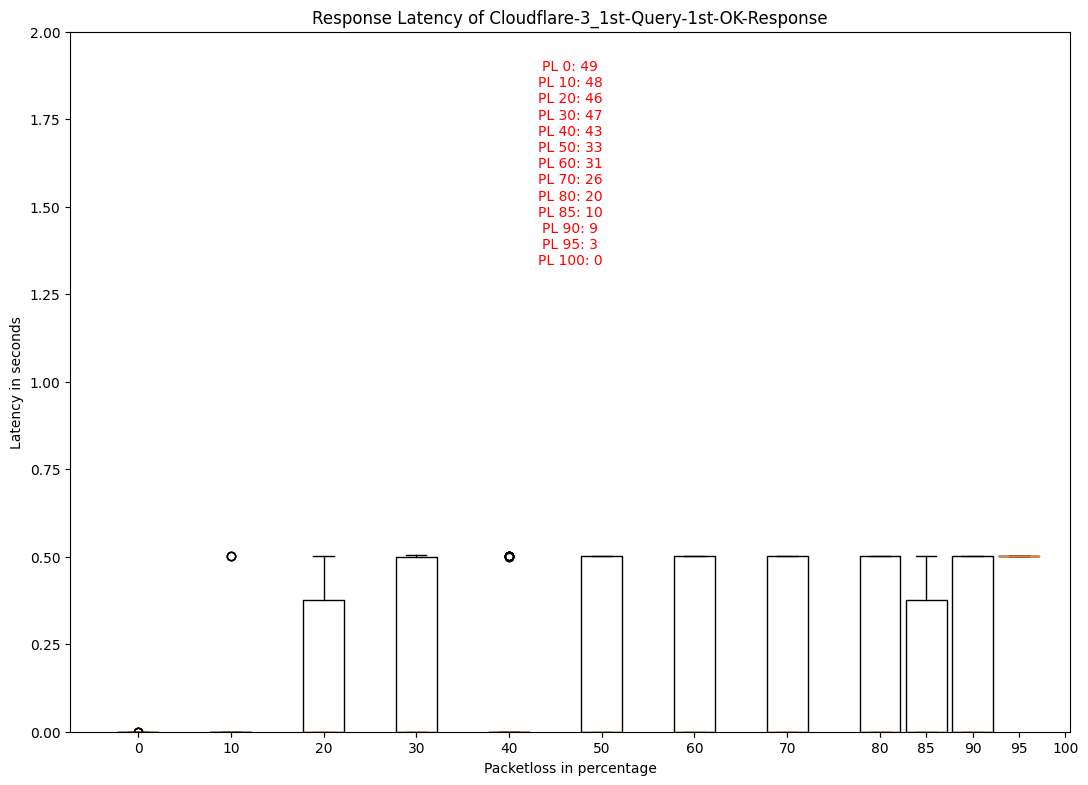 Response Latency of Cloudflare-3_1st-Query-1st-OK-Response
2.00
1.75
1.50
1.25
1.00
0.75
0.50
0.25
0.00
Latency in seconds
PL 0: 49
PL 10: 48
PL 20: 46
PL 30: 47
PL 40: 43
PL 50: 33
PL 60: 31
PL 70: 26
PL 80: 20
PL 85: 10
PL 90: 9
PL 95: 3
PL 100: 0
0 10 20 30 40 50 60 70 80 85 90 95 100
Packetloss in percentage